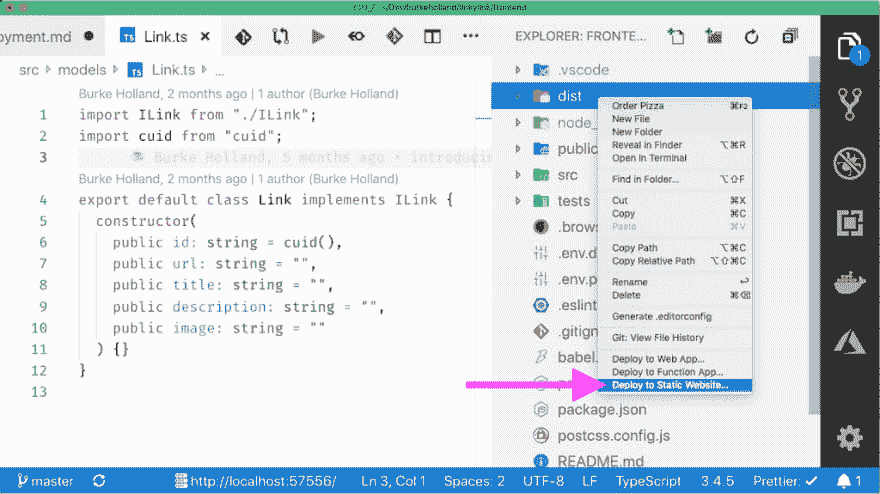 oyment.md
Link.ts
EXPLORER: FRONTE...
src › models › Link.ts › ...
Burke Holland, 2 months ago | 1 author (Burke Holland)
1 import ILink from "./ILink";
2 import cuid from "cuid";
3 Burke Holland, 5 months ago •
Burke Holland, 2 months ago | 1 author (Burke Holland)
4 export default class Link implements ILink {
5 constructor(
6 public id: string = cuid(),
7 public url: string = "",
8 public title: string = "",
9 public description: string = "",
10 public image: string = ""
11 ) {}
12 }
13
.vscode
dist
node_
public
src
tests
.brows
.env.d
.env.p
.eslint
.gitign
babel.
package.json
postcss.config.js
README.md
Order Pizza ⌘F2
New File
New Folder
Reveal in Finder ⌥⌘R
Open in Terminal
Find in Folder... ⌥⇧F
Cut ⌘X
Copy ⌘C
Paste ⌘V
Copy Path ⌥⌘C
Copy Relative Path ⌥⇧⌘C
Rename ⏎
Delete ⌘⌫
Generate .editorconfig
Git: View File History
Deploy to Web App...
Deploy to Function App...
Deploy to Static Website...
1
master
http://localhost:57556/
Ln 3, Col 1
Spaces: 2
UTF-8
LF
TypeScript
3.4.5
Prettier: ✓
1